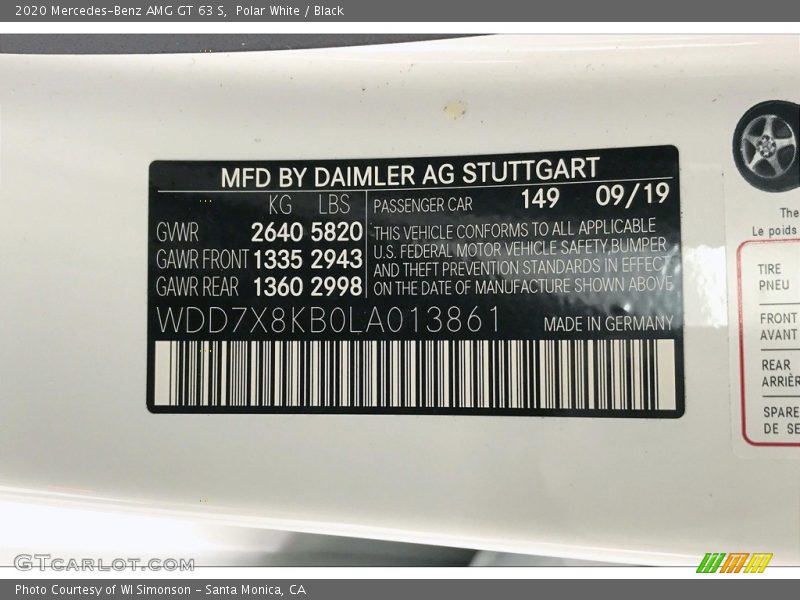 2020 Mercedes-Benz AMG GT 63 S, Polar White / Black
MFD BY DAIMLER AG STUTTGART
KG LBS
GVWR 2640 5820
GAWR FRONT 1335 2943
GAWR REAR 1360 2998
PASSENGER CAR 149 09/19
THIS VEHICLE CONFORMS TO ALL APPLICABLE
U.S. FEDERAL MOTOR VEHICLE SAFETY, BUMPER
AND THEFT PREVENTION STANDARDS IN EFFECT
ON THE DATE OF MANUFACTURE SHOWN ABOVE
WDD7X8KB0LA013861 MADE IN GERMANY
The
Le poids
TIRE
PNEU
FRONT
AVANT
REAR
ARRIÈR
SPARE
DE SE
GTcarlot.com
Photo Courtesy of WI Simonson - Santa Monica, CA